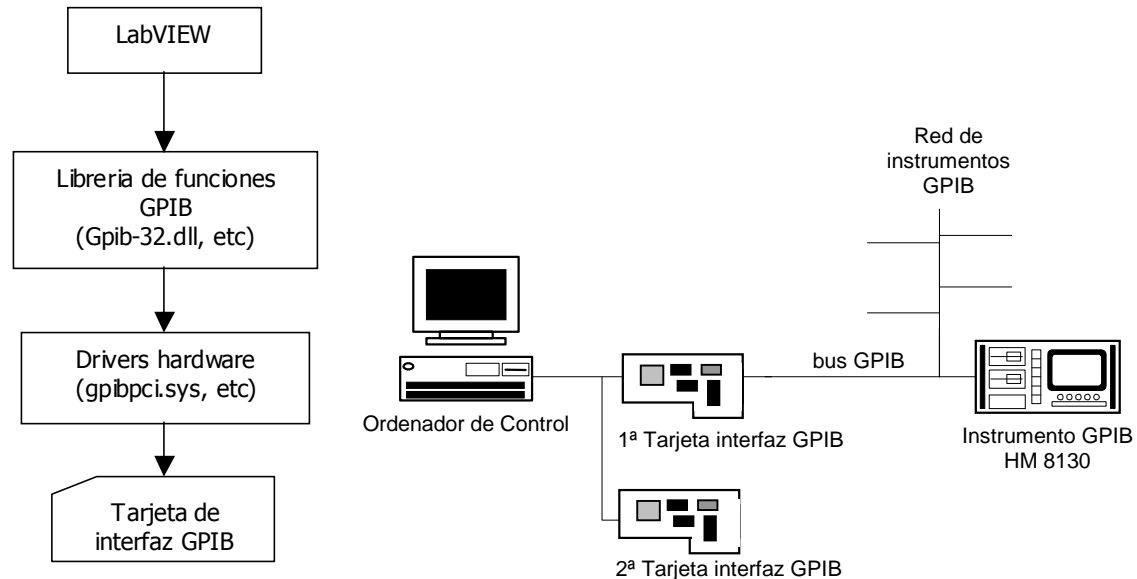 LabVIEW
Libreria de funciones
GPIB
(Gpib-32.dll, etc)
Drivers hardware
(gpibpci.sys, etc)
Tarjeta de
interfaz GPIB
Ordenador de Control
1ª Tarjeta interfaz GPIB
2ª Tarjeta interfaz GPIB
bus GPIB
Red de
instrumentos
GPIB
Instrumento GPIB
HM 8130